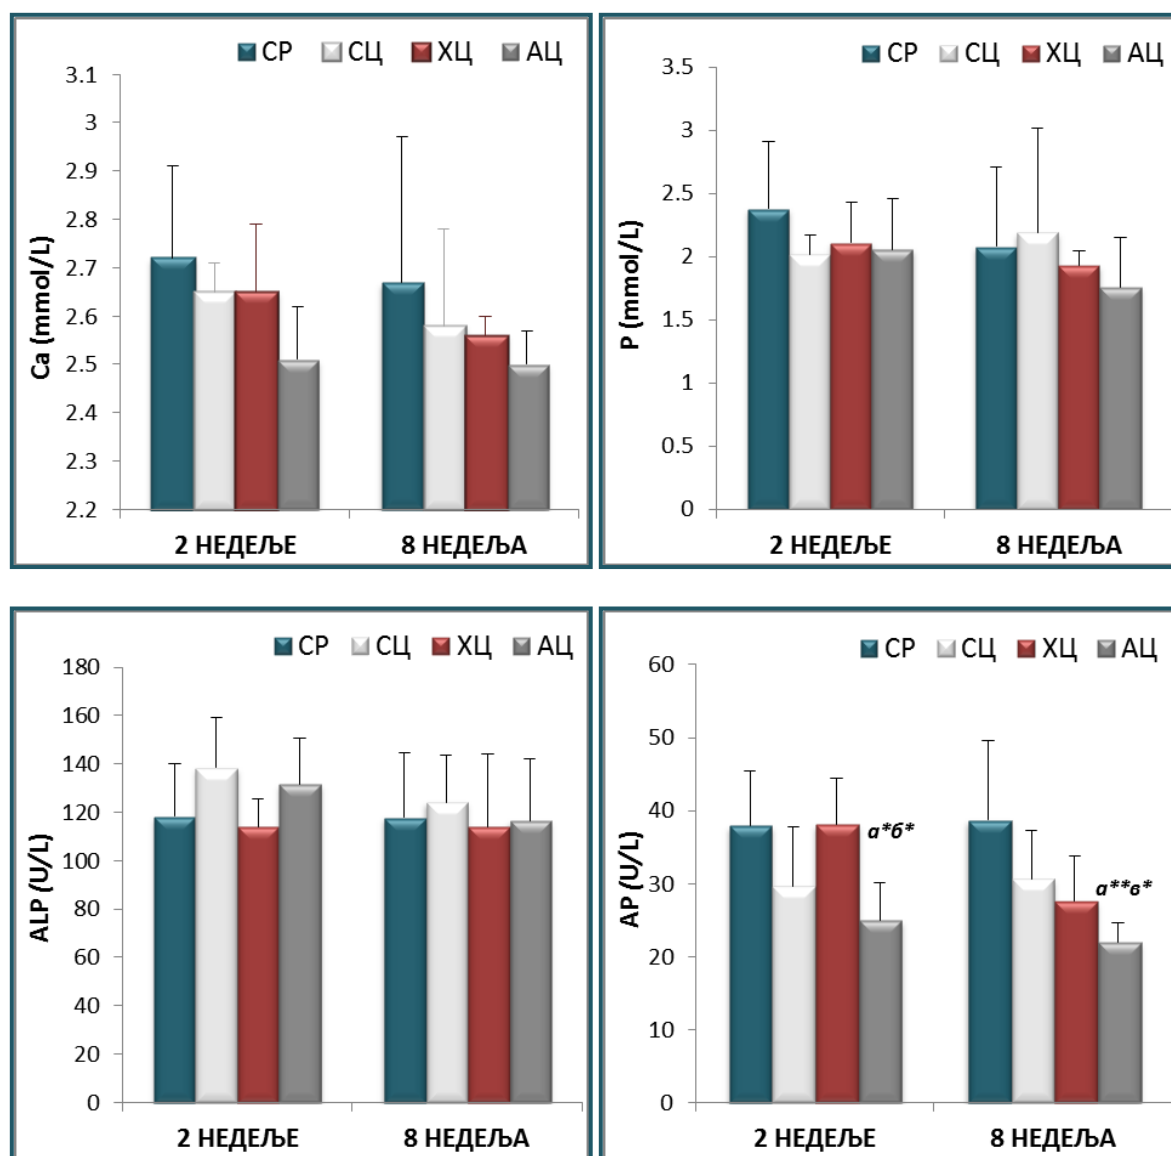 СР СЦ ХЦ АЦ
3.1
3
2.9
2.8
2.7
2.6
2.5
2.4
2.3
2.2
Ca (mmol/L)
2 НЕДЕЉЕ 8 НЕДЕЉА
СР СЦ ХЦ АЦ
3.5
3
2.5
2
1.5
1
0.5
0
P (mmol/L)
2 НЕДЕЉЕ 8 НЕДЕЉА
СР СЦ ХЦ АЦ
180
160
140
120
100
80
60
40
20
0
ALP (U/L)
2 НЕДЕЉЕ 8 НЕДЕЉА
СР СЦ ХЦ АЦ
60
50
40
30
20
10
0
AP (U/L)
а*б*
а**в*
2 НЕДЕЉЕ 8 НЕДЕЉА